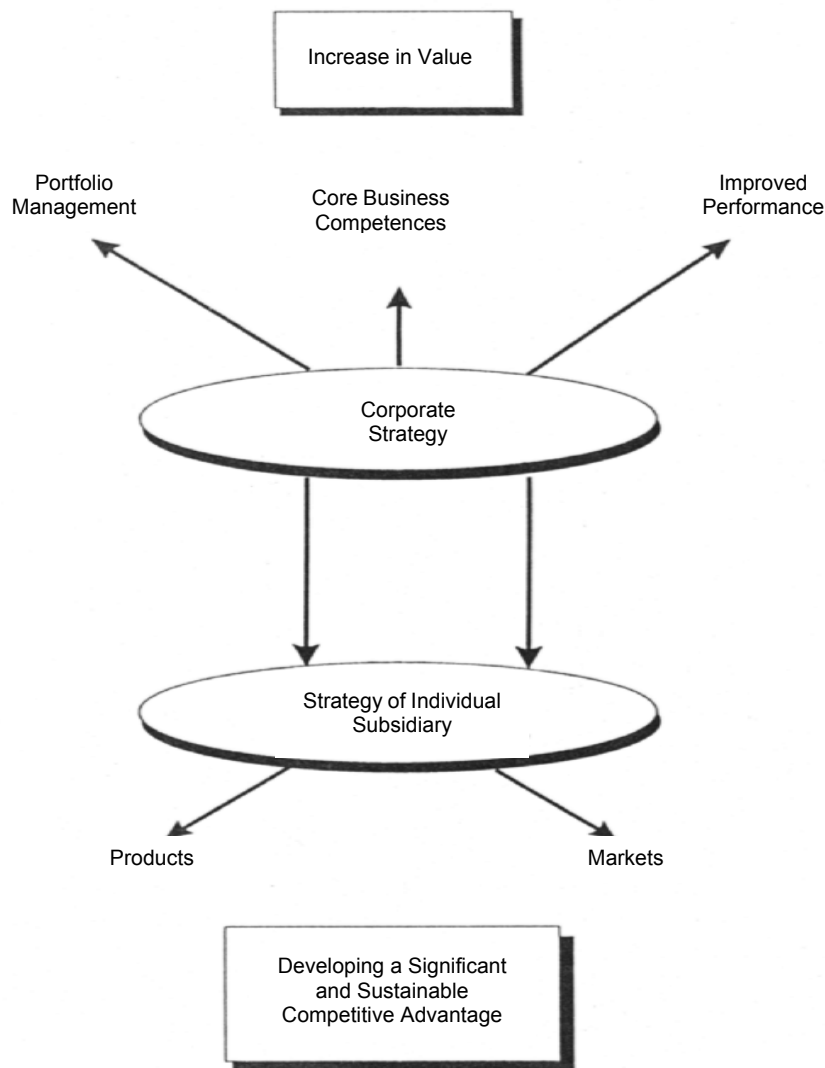 Increase in Value
Portfolio
Management
Core Business
Competences
Improved
Performance
Corporate
Strategy
Strategy of Individual
Subsidiary
Products
Markets
Developing a Significant
and Sustainable
Competitive Advantage